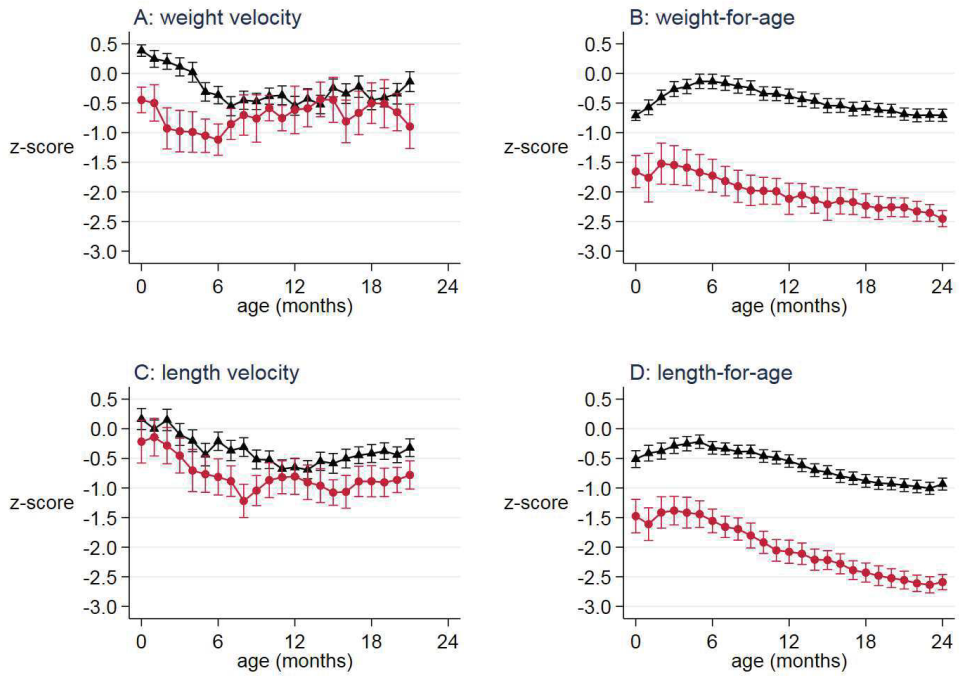 A: weight velocity
0.5
0.0
-0.5
-1.0
z-score
-1.5
-2.0
-2.5
-3.0
0 6 12 18 24
age (months)
B: weight-for-age
0.5
0.0
-0.5
-1.0
z-score
-1.5
-2.0
-2.5
-3.0
0 6 12 18 24
age (months)
C: length velocity
0.5
0.0
-0.5
-1.0
z-score
-1.5
-2.0
-2.5
-3.0
0 6 12 18 24
age (months)
D: length-for-age
0.5
0.0
-0.5
-1.0
z-score
-1.5
-2.0
-2.5
-3.0
0 6 12 18 24
age (months)